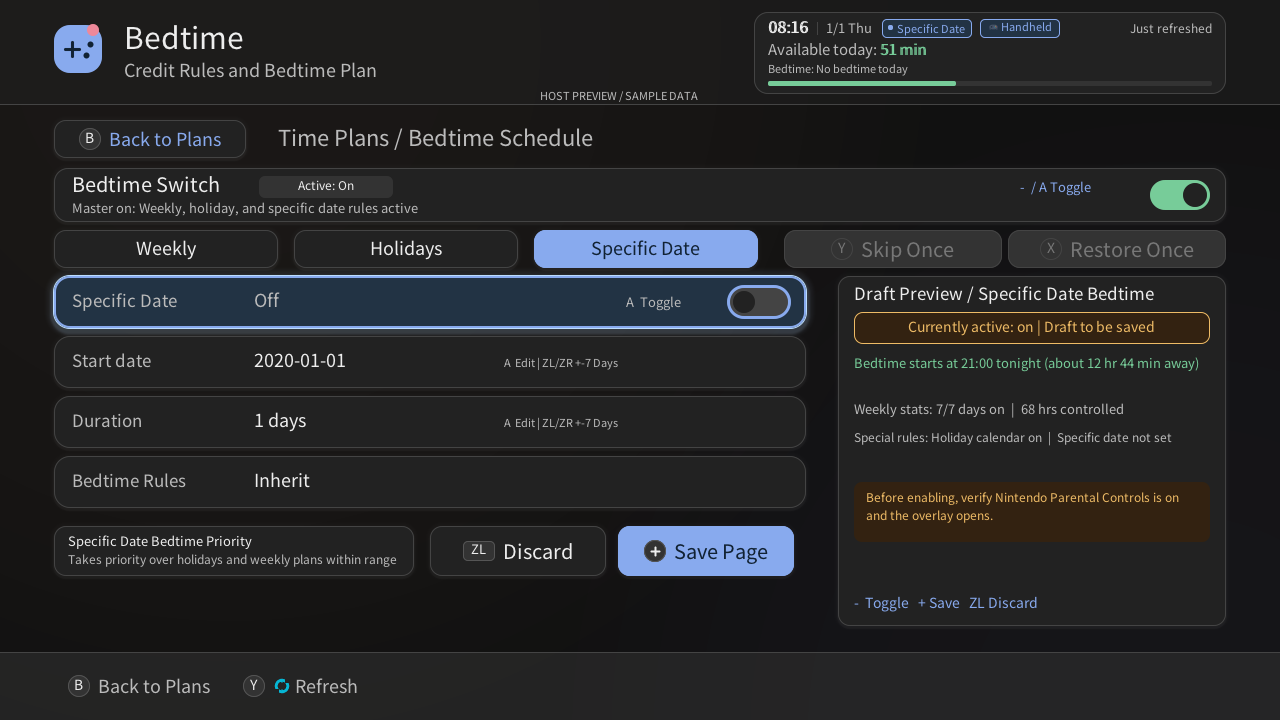 Bedtime
Credit Rules and Bedtime Plan
HOST PREVIEW / SAMPLE DATA
08:16 | 1/1 Thu Specific Date Handheld Just refreshed
Available today: 51 min
Bedtime: No bedtime today
B Back to Plans
Time Plans / Bedtime Schedule
Bedtime Switch Active: On
Master on: Weekly, holiday, and specific date rules active
- / A Toggle
Weekly Holidays Specific Date Y Skip Once X Restore Once
Specific Date Off A Toggle
Start date 2020-01-01 A Edit | ZL/ZR +-7 Days
Duration 1 days A Edit | ZL/ZR +-7 Days
Bedtime Rules Inherit
Specific Date Bedtime Priority
Takes priority over holidays and weekly plans within range
ZL Discard
+ Save Page
Draft Preview / Specific Date Bedtime
Currently active: on | Draft to be saved
Bedtime starts at 21:00 tonight (about 12 hr 44 min away)
Weekly stats: 7/7 days on | 68 hrs controlled
Special rules: Holiday calendar on | Specific date not set
Before enabling, verify Nintendo Parental Controls is on
and the overlay opens.
- Toggle + Save ZL Discard
B Back to Plans Y Refresh